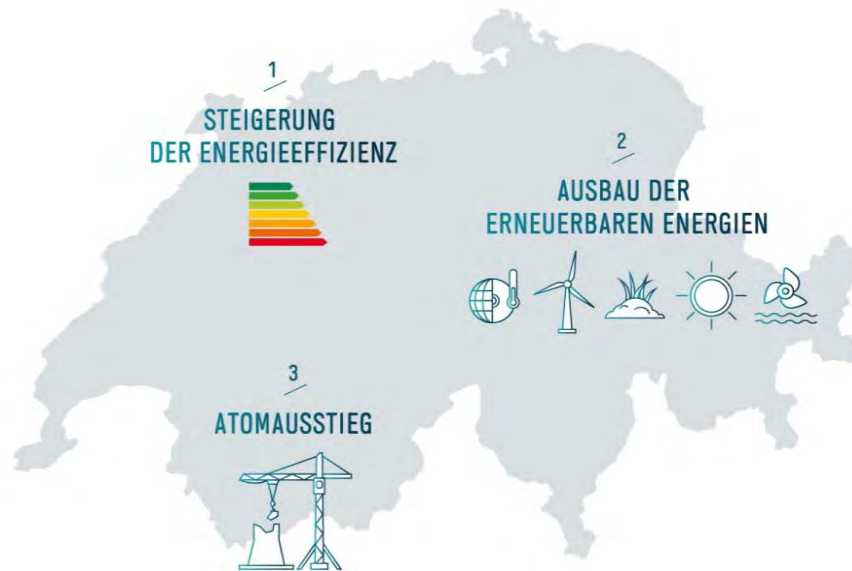 1
STEIGERUNG
DER ENERGIEEFFIZIENZ
2
AUSBAU DER
ERNEUERBAREN ENERGIEN
3
ATOMAUSSTIEG